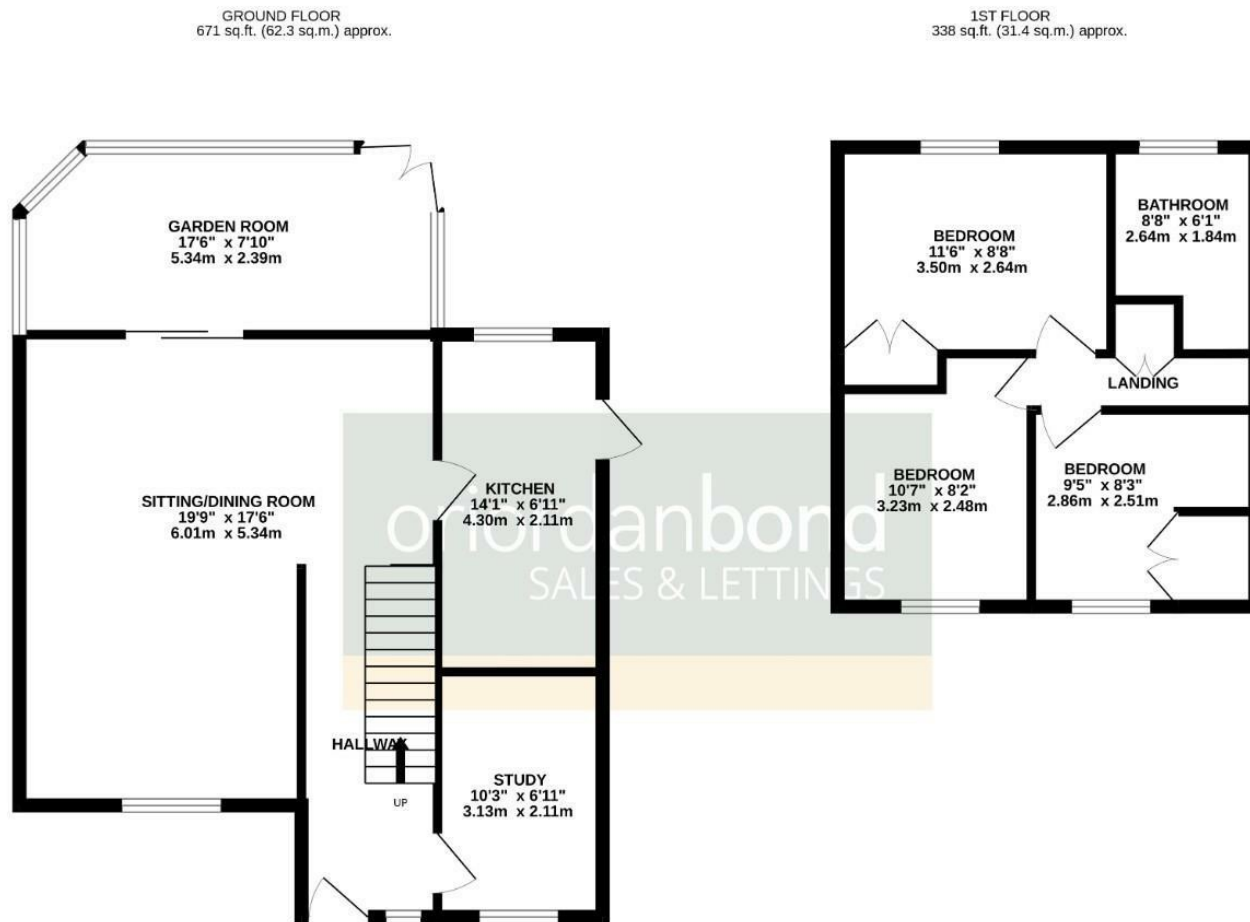 GROUND FLOOR
671 sq.ft. (62.3 sq.m.) approx.
1ST FLOOR
338 sq.ft. (31.4 sq.m.) approx.
GARDEN ROOM
17'6" x 7'10"
5.34m x 2.39m
SITTING/DINING ROOM
19'9" x 17'6"
6.01m x 5.34m
KITCHEN
14'1" x 6'11"
4.30m x 2.11m
HALLWAY
UP
STUDY
10'3" x 6'11"
3.13m x 2.11m
BEDROOM
11'6" x 8'8"
3.50m x 2.64m
BATHROOM
8'8" x 6'1"
2.64m x 1.84m
LANDING
BEDROOM
10'7" x 8'2"
3.23m x 2.48m
BEDROOM
9'5" x 8'3"
2.86m x 2.51m
oriordanbond
SALES & LETTINGS